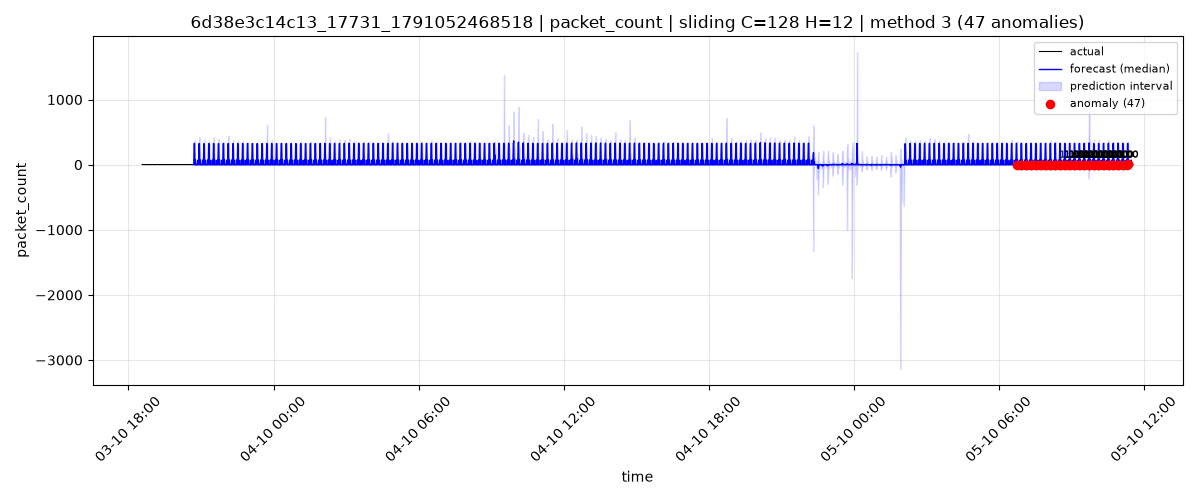 6d38e3c14c13_17731_1791052468518 | packet_count | sliding C=128 H=12 | method 3 (47 anomalies)
actual
forecast (median)
prediction interval
anomaly (47)
packet_count
1000
0
−1000
−2000
−3000
03-10 18:00
04-10 00:00
04-10 06:00
04-10 12:00
04-10 18:00
05-10 00:00
05-10 06:00
05-10 12:00
time